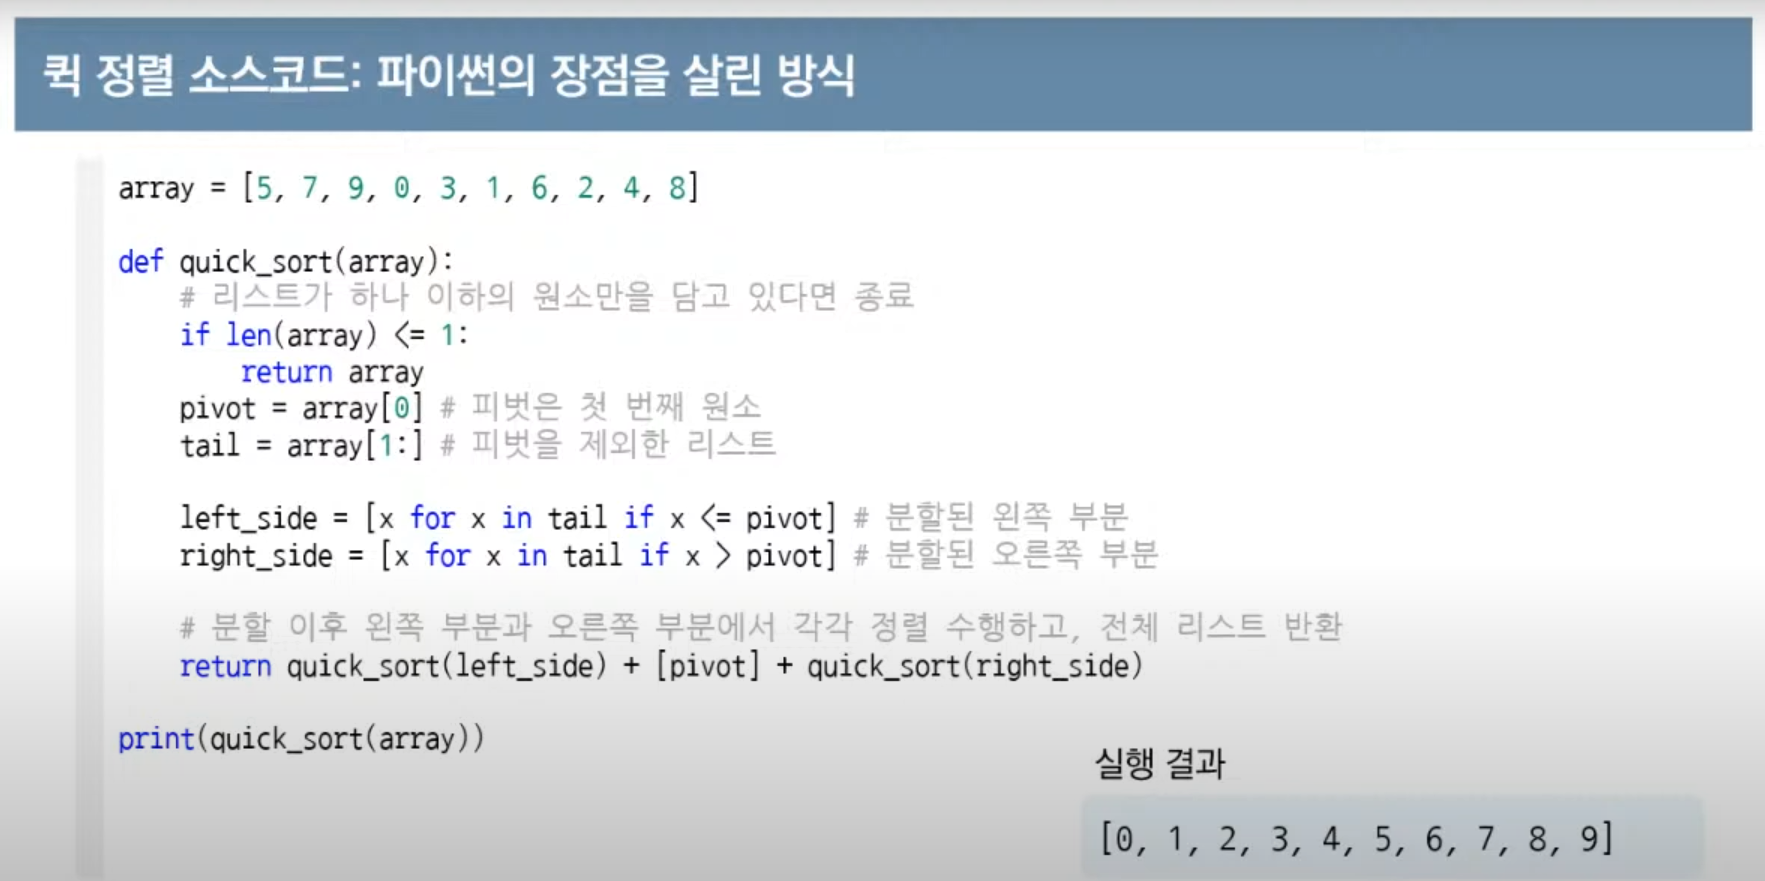 퀵 정렬 소스코드: 파이썬의 장점을 살린 방식
array = [5, 7, 9, 0, 3, 1, 6, 2, 4, 8]
def quick_sort(array):
# 리스트가 하나 이하의 원소만을 담고 있다면 종료
if len(array) <= 1:
return array
pivot = array[0] # 피벗은 첫 번째 원소
tail = array[1:] # 피벗을 제외한 리스트
left_side = [x for x in tail if x <= pivot] # 분할된 왼쪽 부분
right_side = [x for x in tail if x > pivot] # 분할된 오른쪽 부분
# 분할 이후 왼쪽 부분과 오른쪽 부분에서 각각 정렬 수행하고, 전체 리스트 반환
return quick_sort(left_side) + [pivot] + quick_sort(right_side)
print(quick_sort(array))
실행 결과
[0, 1, 2, 3, 4, 5, 6, 7, 8, 9]